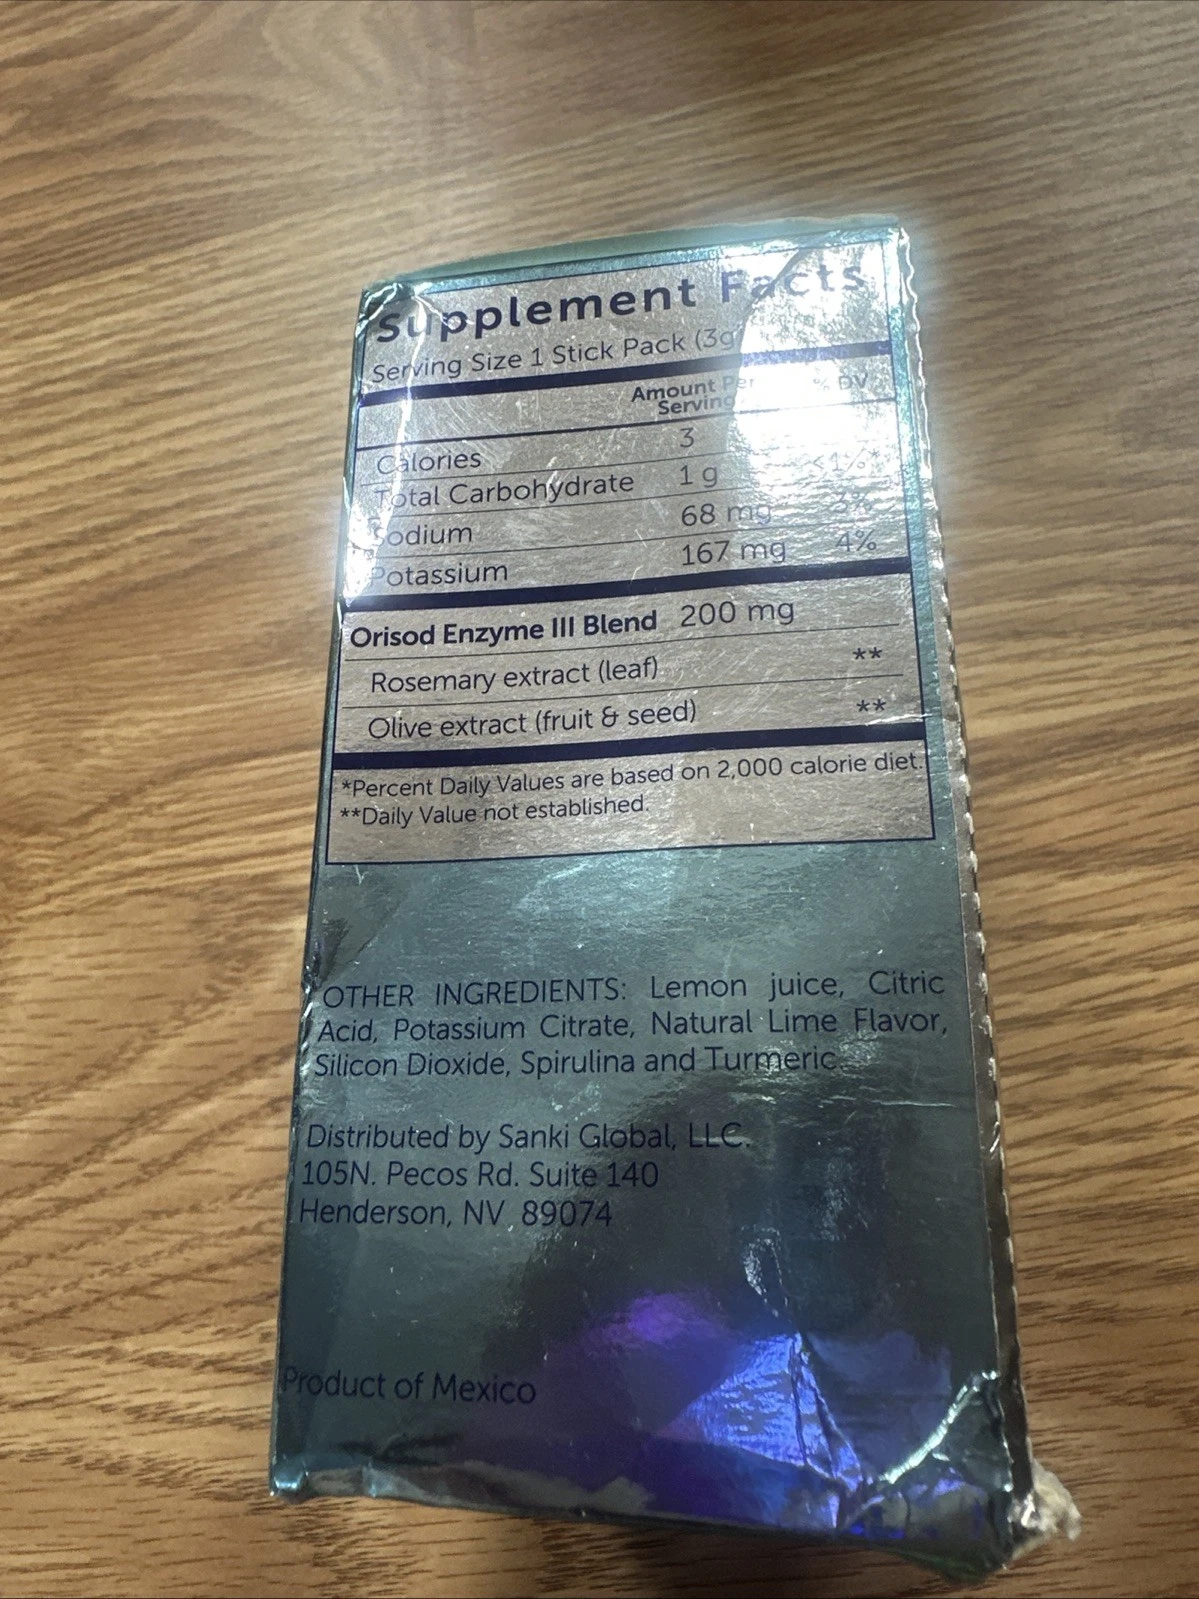 Supplement Facts
Serving Size 1 Stick Pack (3g
Amount Per Serving % DV
Calories 3
Total Carbohydrate 1 g <1%*
Sodium 68 mg 3%
Potassium 167 mg 4%
Orisod Enzyme III Blend 200 mg
Rosemary extract (leaf) **
Olive extract (fruit & seed) **
*Percent Daily Values are based on 2,000 calorie diet.
**Daily Value not established.
OTHER INGREDIENTS: Lemon juice, Citric
Acid, Potassium Citrate, Natural Lime Flavor,
Silicon Dioxide, Spirulina and Turmeric.
Distributed by Sanki Global, LLC.
105N. Pecos Rd. Suite 140
Henderson, NV 89074
Product of Mexico